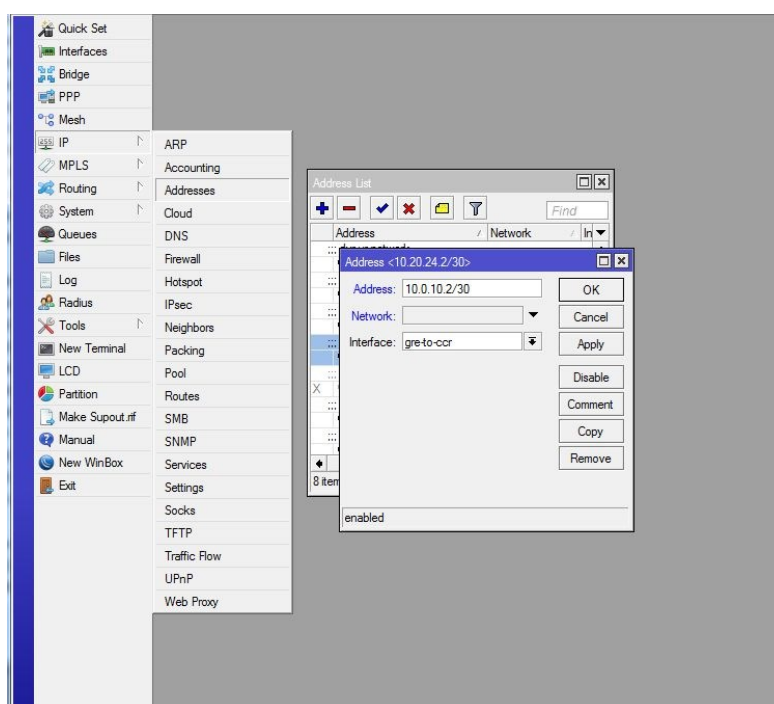 Quick Set
Interfaces
Bridge
PPP
Mesh
IP
MPLS
Routing
System
Queues
Files
Log
Radius
Tools
New Terminal
LCD
Partition
Make Supout.rif
Manual
New WinBox
Exit
ARP
Accounting
Addresses
Cloud
DNS
Firewall
Hotspot
IPsec
Neighbors
Packing
Pool
Routes
SMB
SNMP
Services
Settings
Socks
TFTP
Traffic Flow
UPnP
Web Proxy
Address List
Find
Address Network In
X
8 item
Address <10.20.24.2/30>
Address: 10.0.10.2/30
Network:
Interface: gre-to-ccr
OK
Cancel
Apply
Disable
Comment
Copy
Remove
enabled